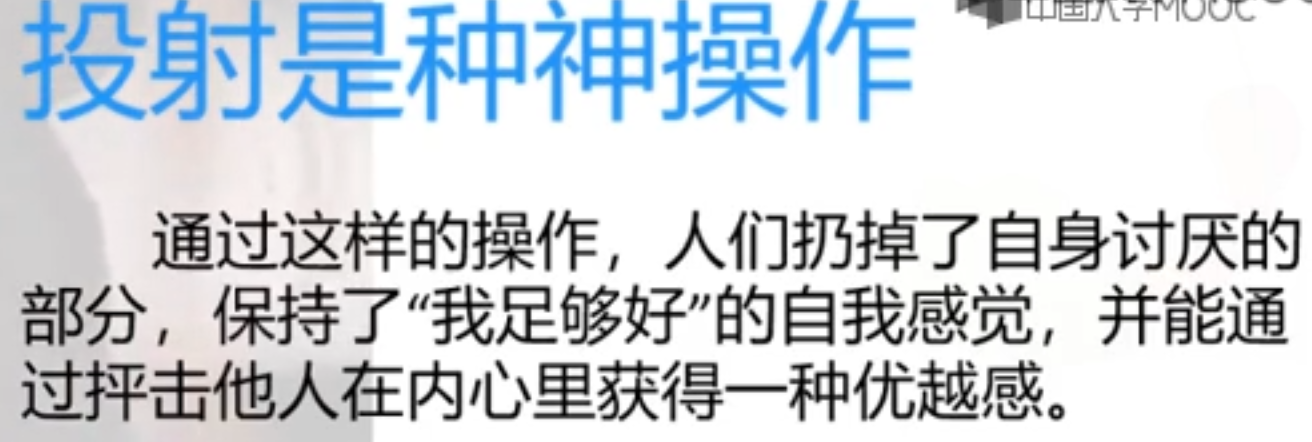 中国大学MOOC
投射是种神操作
通过这样的操作，人们扔掉了自身讨厌的
部分，保持了“我足够好”的自我感觉，并能通
过抨击他人在内心里获得一种优越感。